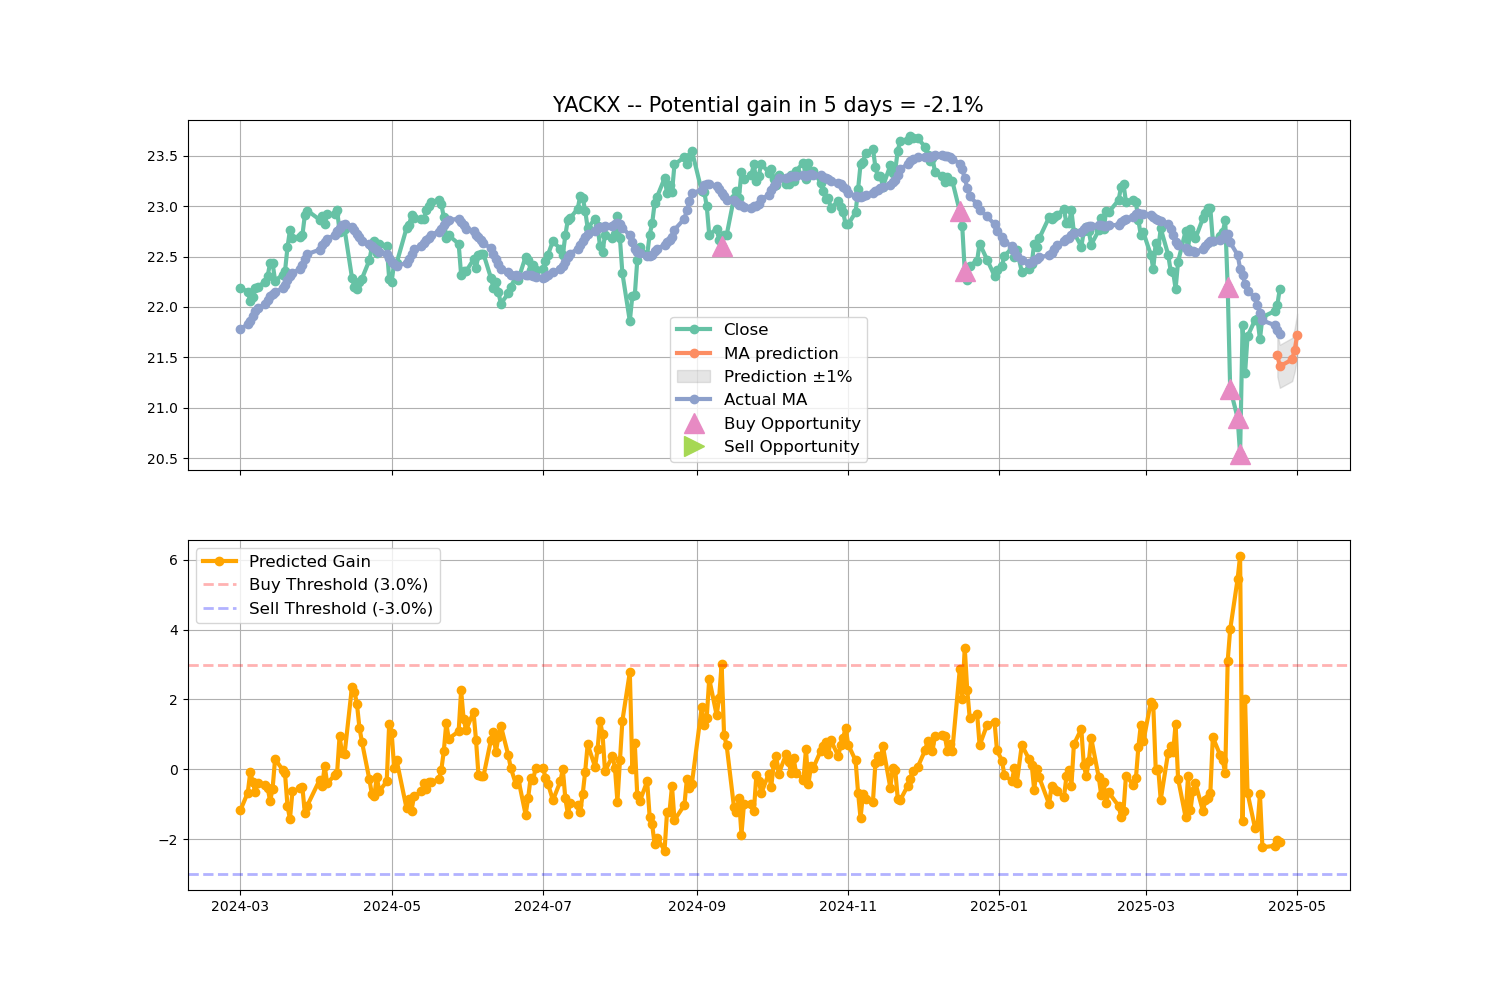 YACKX -- Potential gain in 5 days = -2.1%
23.5
23.0
22.5
22.0
21.5
21.0
20.5
Close
MA prediction
Prediction ±1%
Actual MA
Buy Opportunity
Sell Opportunity
6
4
2
0
−2
Predicted Gain
Buy Threshold (3.0%)
Sell Threshold (-3.0%)
2024-03 2024-05 2024-07 2024-09 2024-11 2025-01 2025-03 2025-05